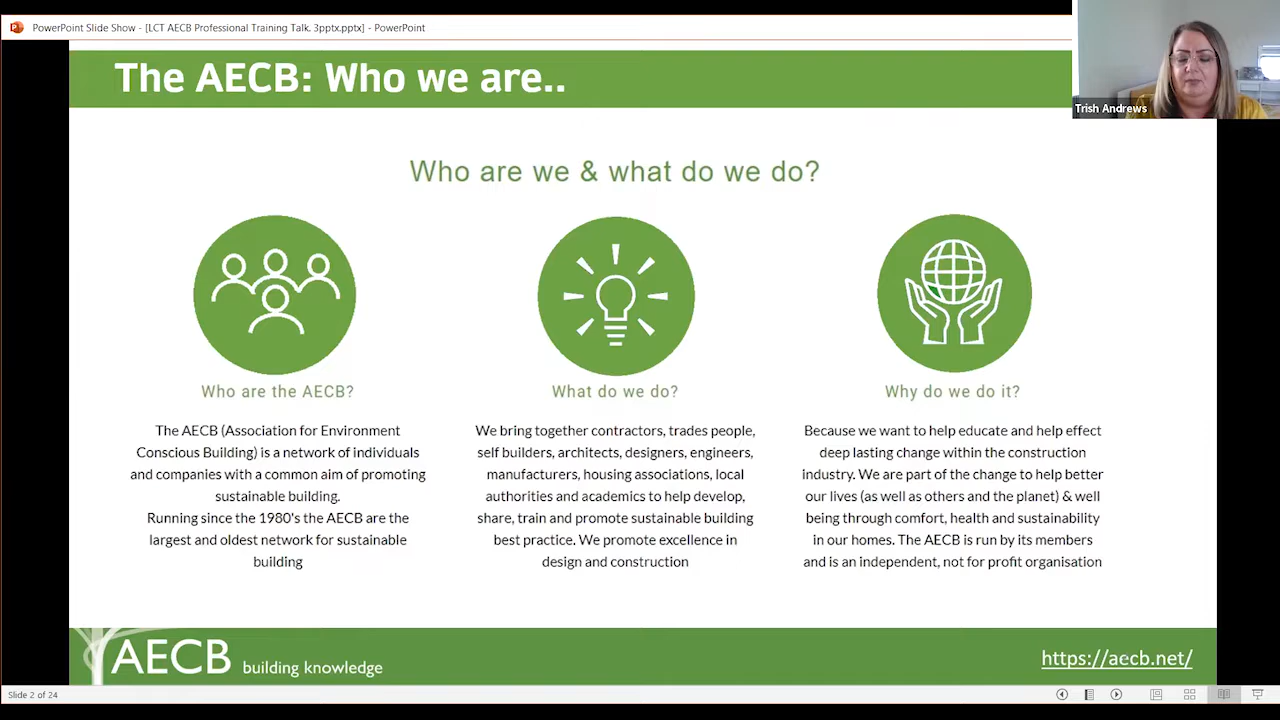 PowerPoint Slide Show - [LCT AECB Professional Training Talk, 3pptx.pptx] - PowerPoint
Trish Andrews
The AECB: Who we are..
Who are we & what do we do?
Who are the AECB?
The AECB (Association for Environment
Conscious Building) is a network of individuals
and companies with a common aim of promoting
sustainable building.
Running since the 1980's the AECB are the
largest and oldest network for sustainable
building
What do we do?
We bring together contractors, trades people,
self builders, architects, designers, engineers,
manufacturers, housing associations, local
authorities and academics to help develop,
share, train and promote sustainable building
best practice. We promote excellence in
design and construction
Why do we do it?
Because we want to help educate and help effect
deep lasting change within the construction
industry. We are part of the change to help better
our lives (as well as others and the planet) & well
being through comfort, health and sustainability
in our homes. The AECB is run by its members
and is an independent, not for profit organisation
AECB building knowledge
https://aecb.net/
Slide 2 of 24